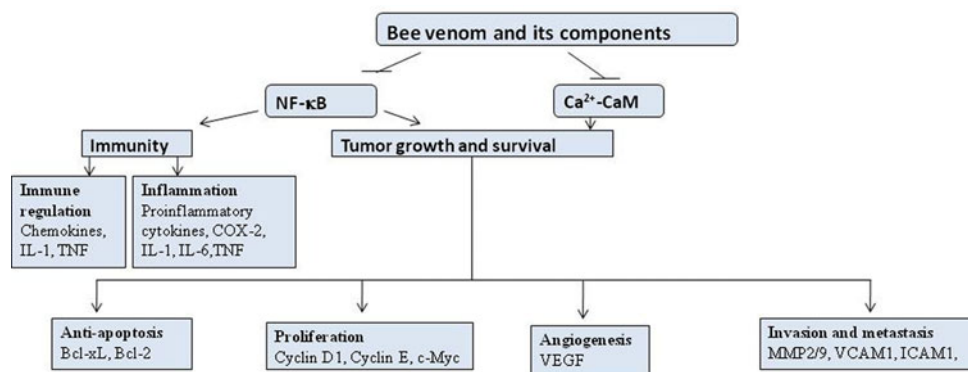 Bee venom and its components
NF-κB
Ca²⁺-CaM
Immunity
Tumor growth and survival
Immune
regulation
Chemokines,
IL-1, TNF
Inflammation
Proinflammatory
cytokines, COX-2,
IL-1, IL-6,TNF
Anti-apoptosis
Bcl-xL, Bcl-2
Proliferation
Cyclin D1, Cyclin E, c-Myc
Angiogenesis
VEGF
Invasion and metastasis
MMP2/9, VCAM1, ICAM1,